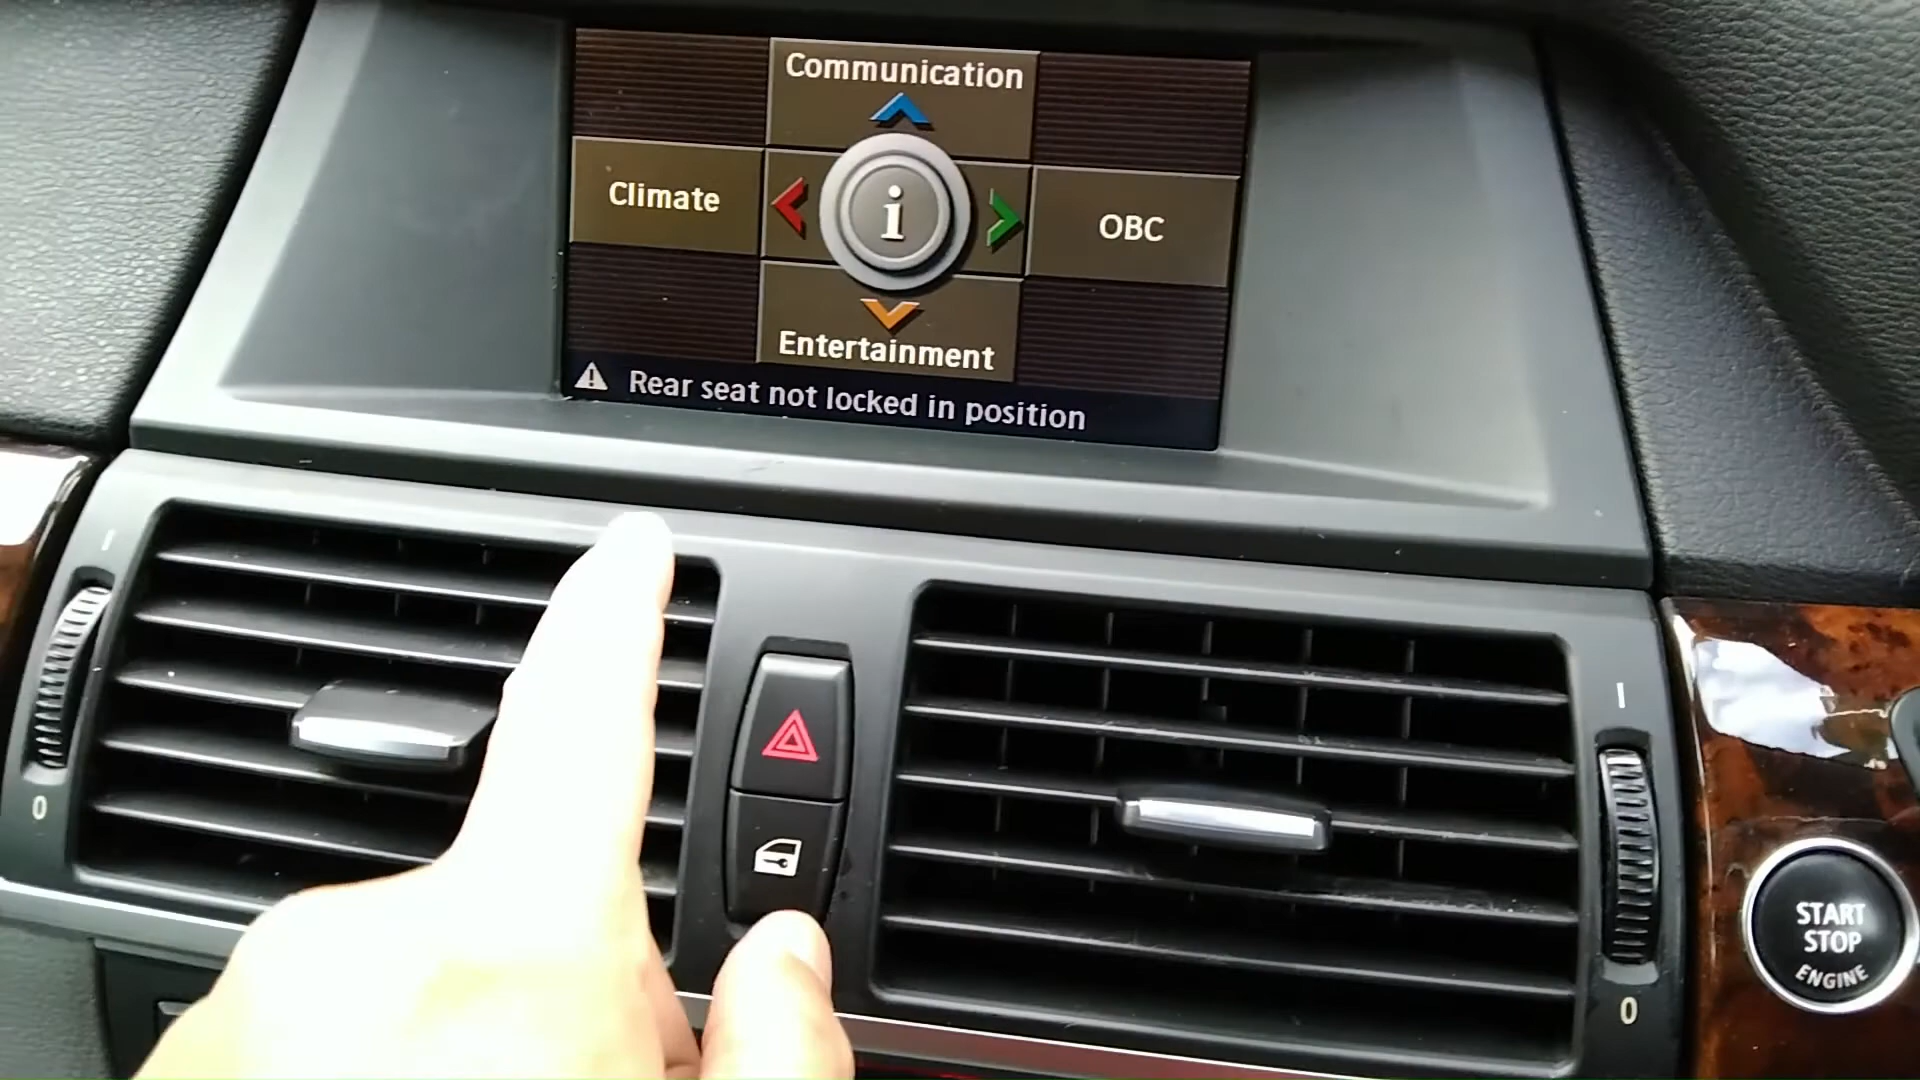 Communication
Climate
i
OBC
Entertainment
Rear seat not locked in position
0
0
START
STOP
ENGINE